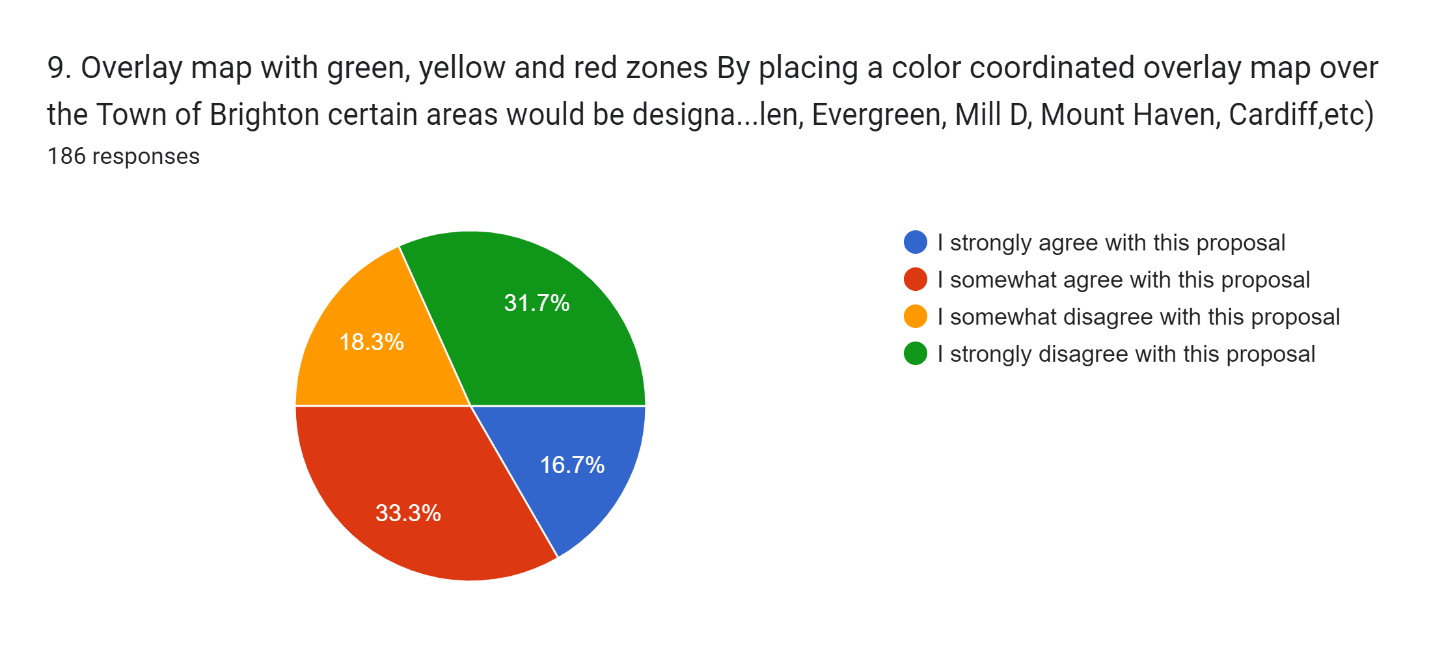 9. Overlay map with green, yellow and red zones By placing a color coordinated overlay map over
the Town of Brighton certain areas would be designa...len, Evergreen, Mill D, Mount Haven, Cardiff,etc)
186 responses
I strongly agree with this proposal
I somewhat agree with this proposal
I somewhat disagree with this proposal
I strongly disagree with this proposal
31.7%
18.3%
16.7%
33.3%